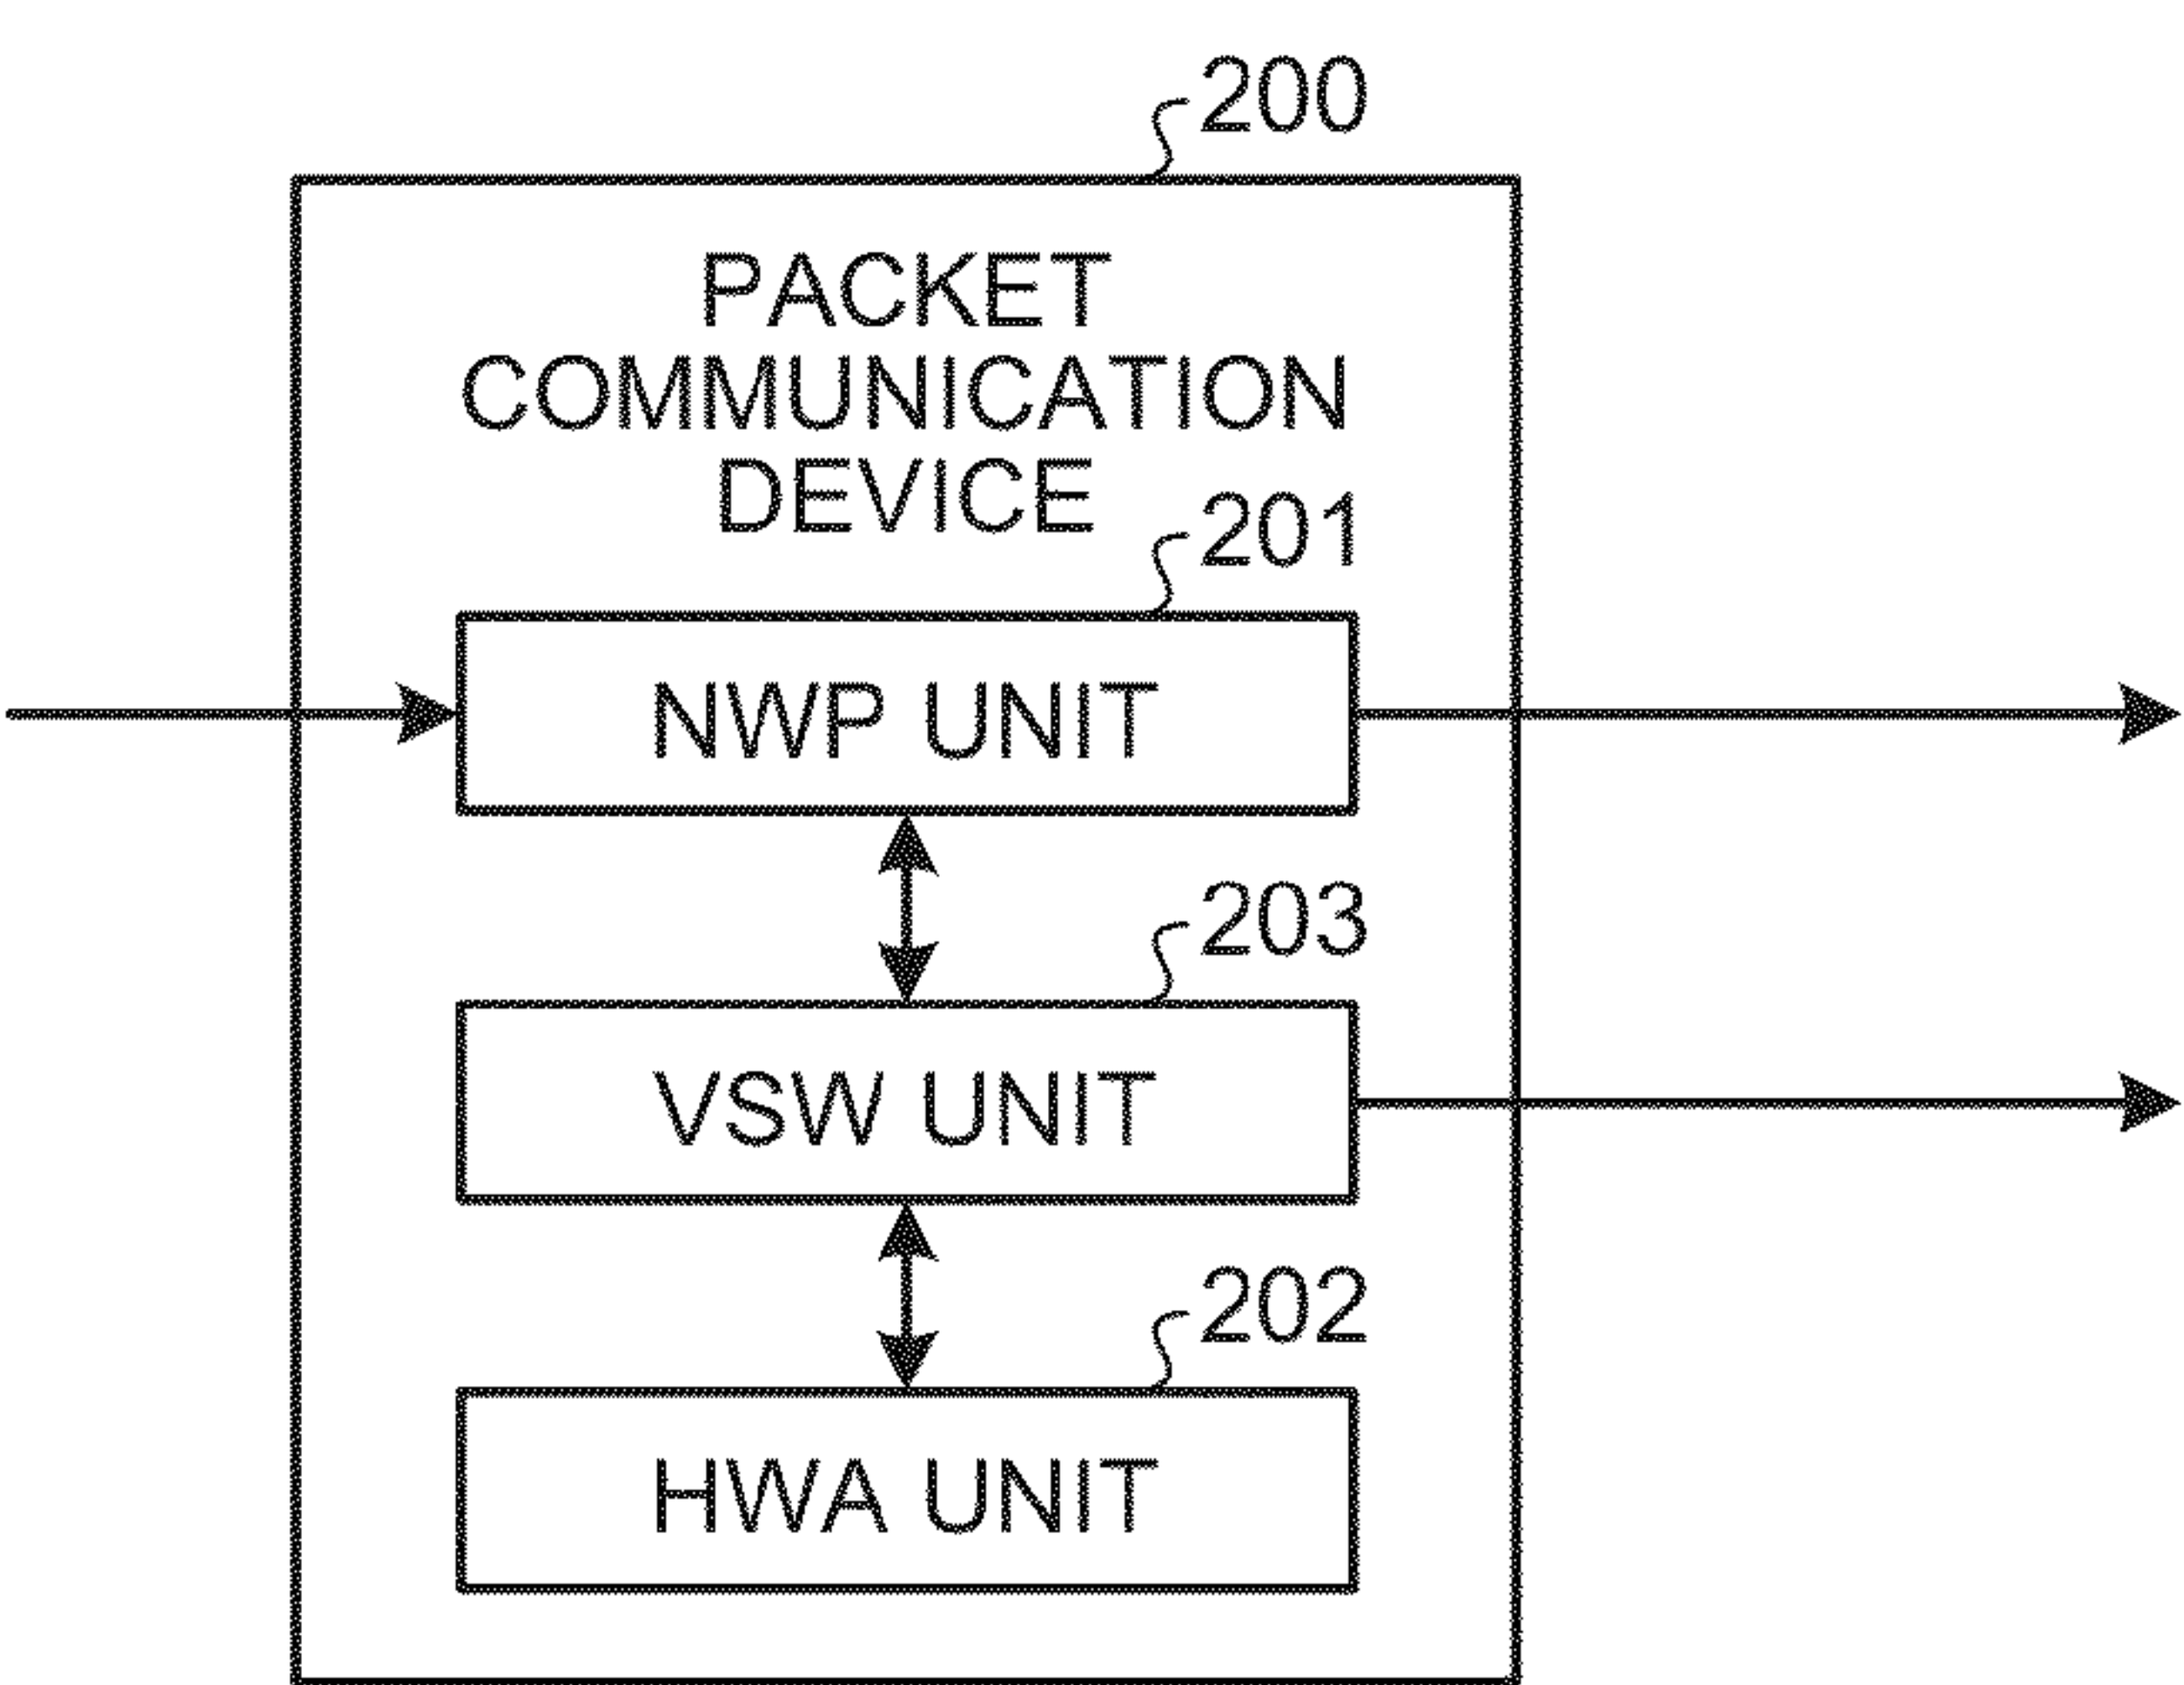 200
PACKET
COMMUNICATION
DEVICE
201
NWP UNIT
203
VSW UNIT
202
HWA UNIT